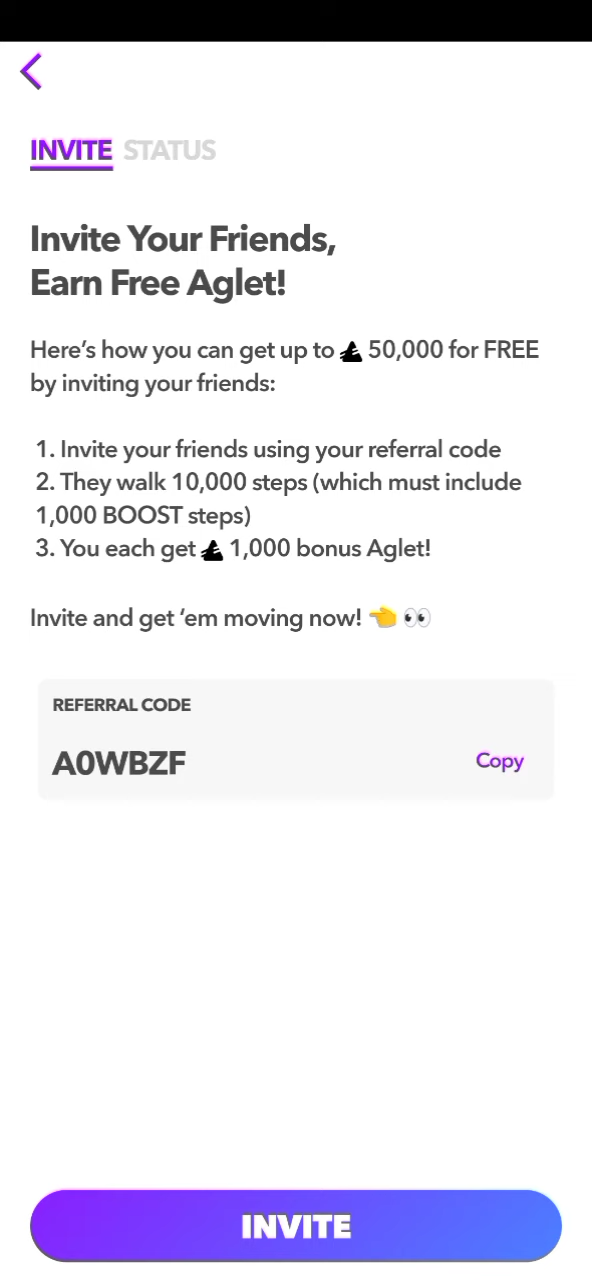 INVITE STATUS
Invite Your Friends,
Earn Free Aglet!
Here’s how you can get up to 50,000 for FREE
by inviting your friends:
1. Invite your friends using your referral code
2. They walk 10,000 steps (which must include
1,000 BOOST steps)
3. You each get 1,000 bonus Aglet!
Invite and get ‘em moving now! 👈 👀
REFERRAL CODE
A0WBZF Copy
INVITE